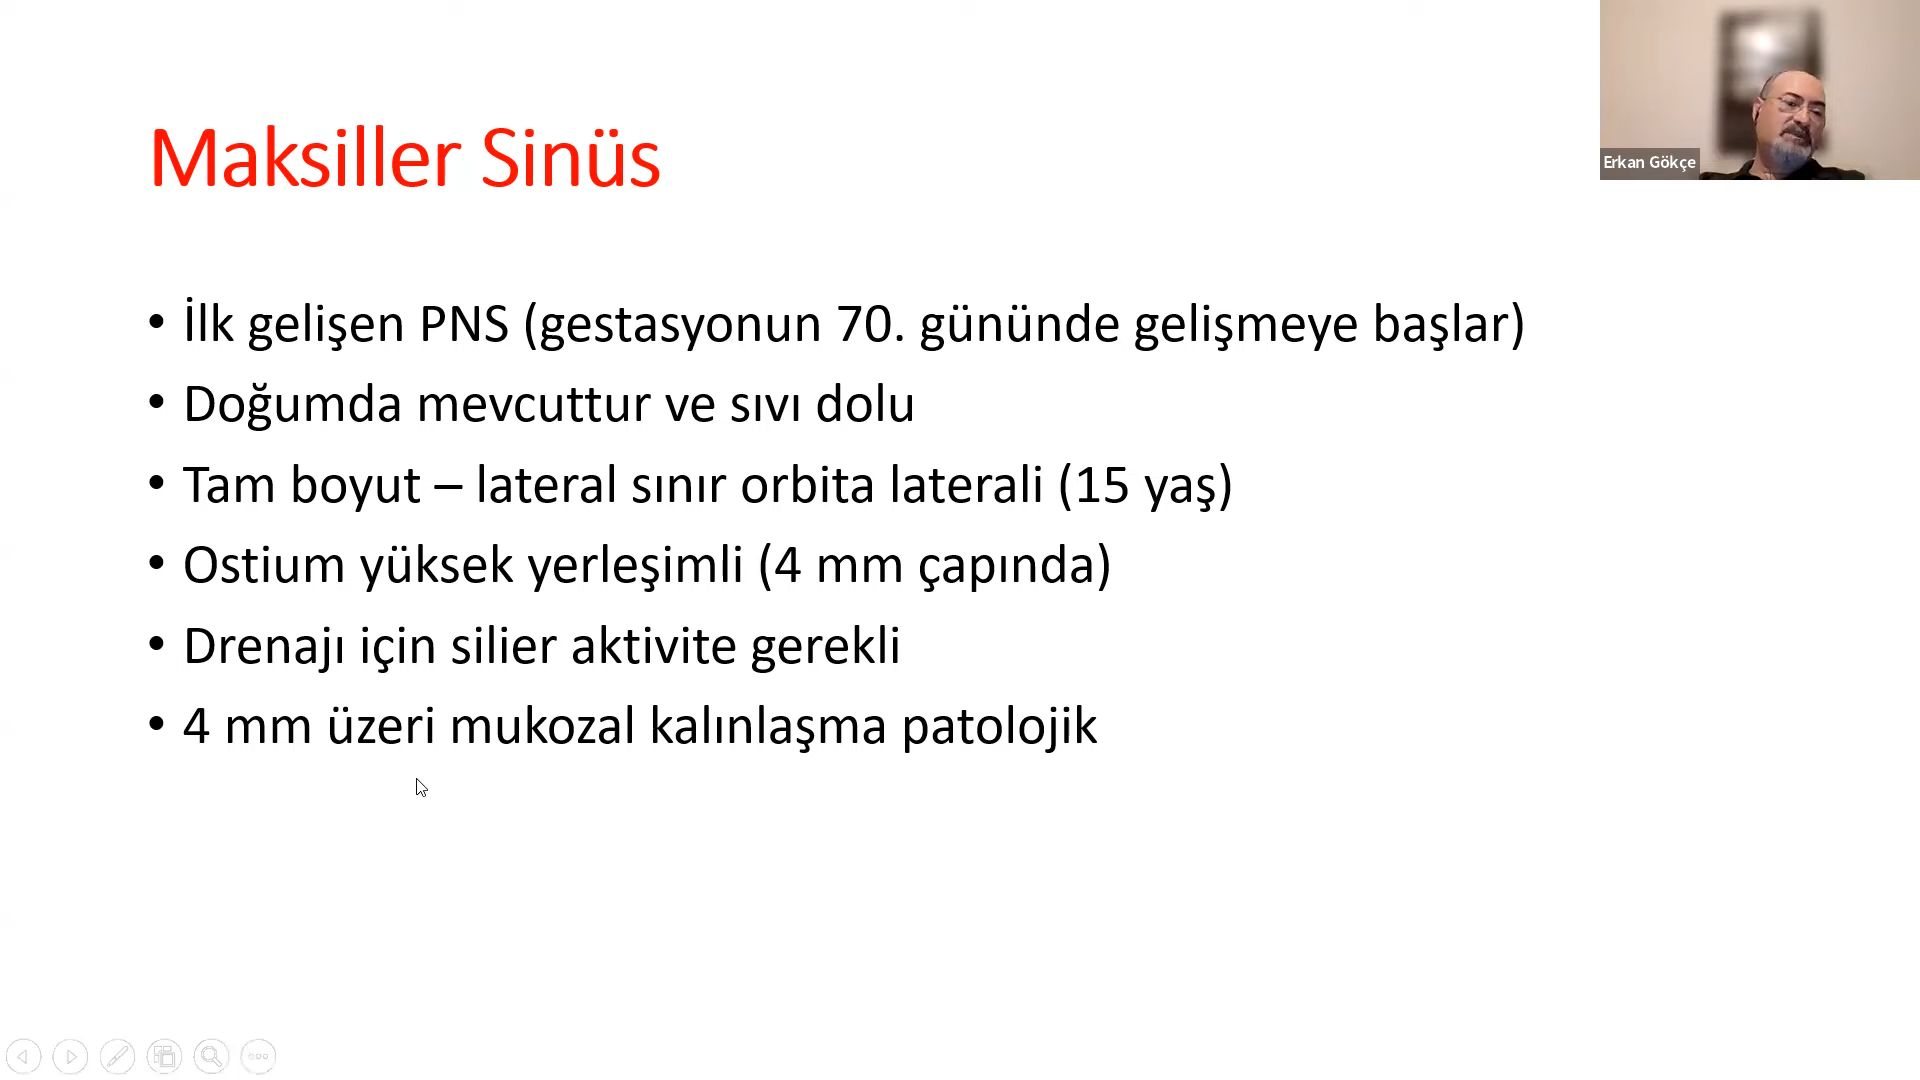 Maksiller Sinüs
Erkan Gökçe
• İlk gelişen PNS (gestasyonun 70. gününde gelişmeye başlar)
• Doğumda mevcuttur ve sıvı dolu
• Tam boyut – lateral sınır orbita laterali (15 yaş)
• Ostium yüksek yerleşimli (4 mm çapında)
• Drenajı için silier aktivite gerekli
• 4 mm üzeri mukozal kalınlaşma patolojik